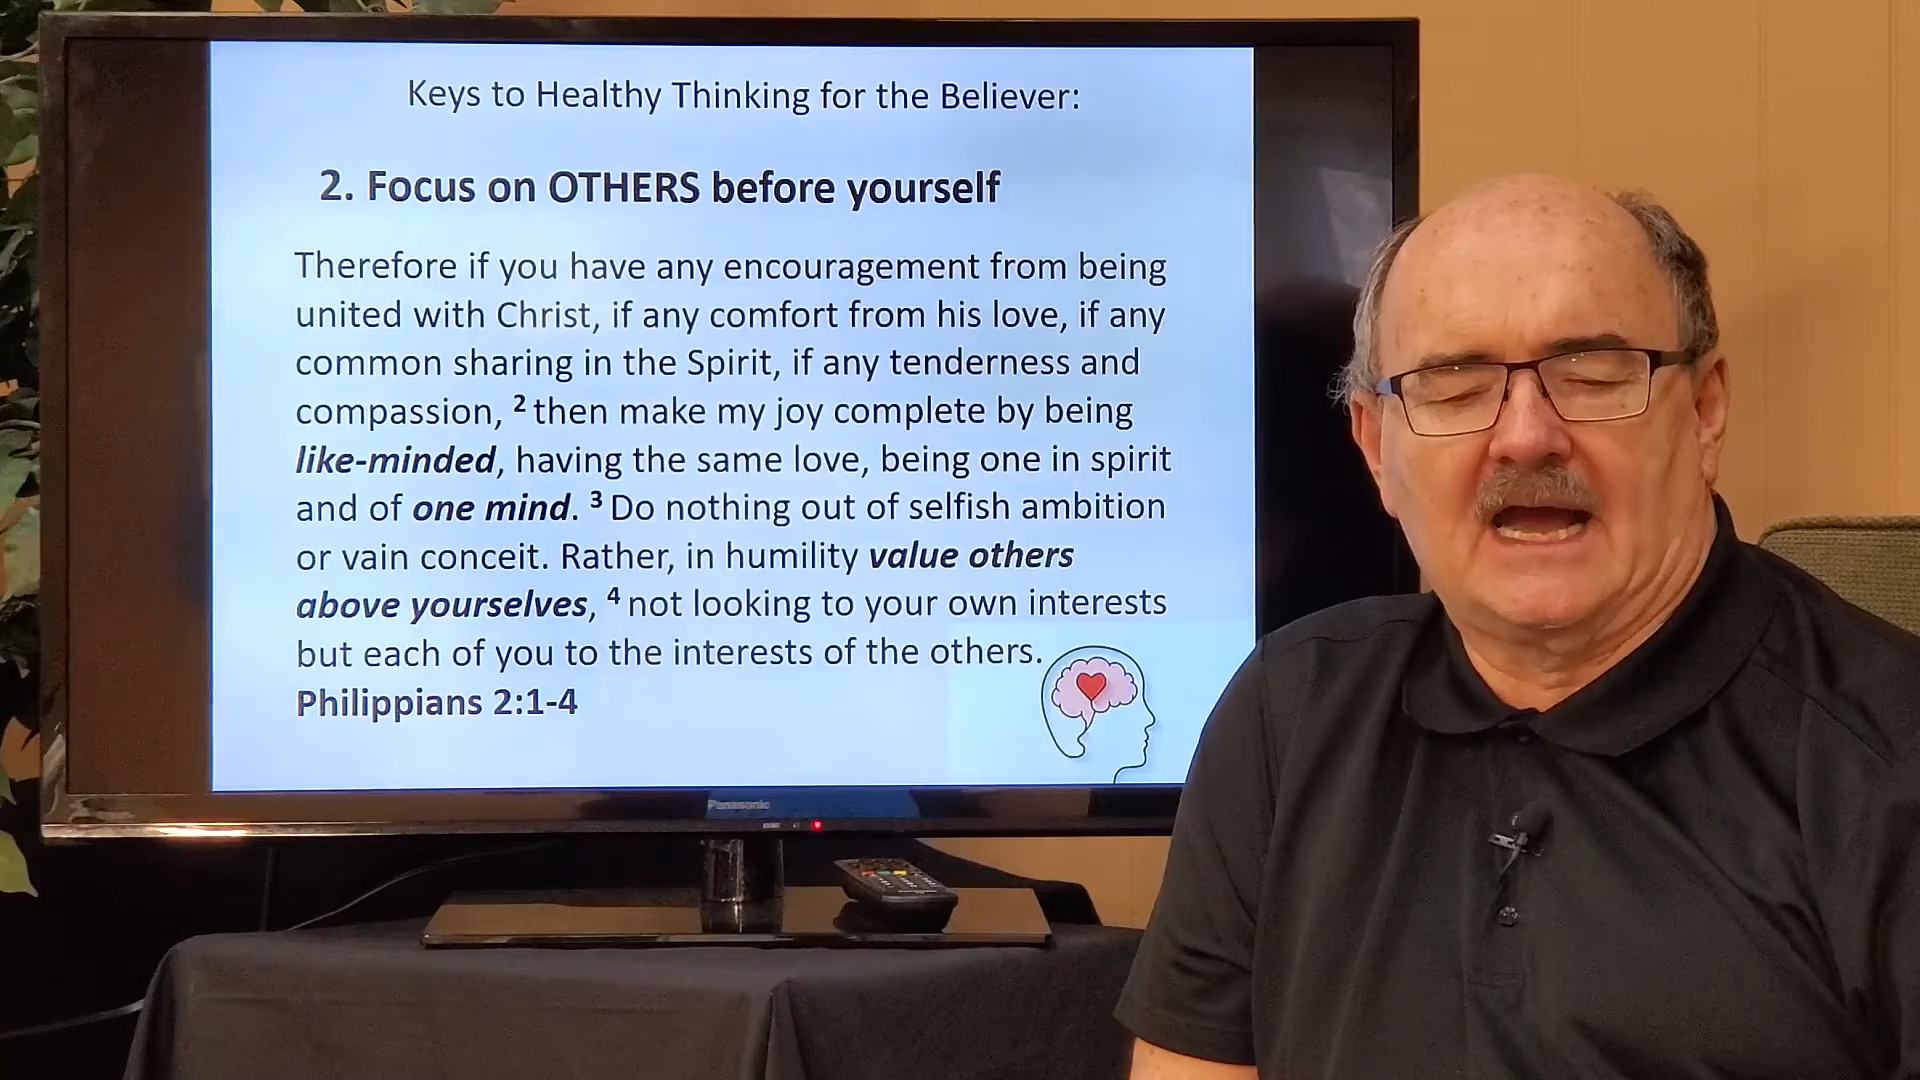 Keys to Healthy Thinking for the Believer:
2. Focus on OTHERS before yourself
Therefore if you have any encouragement from being
united with Christ, if any comfort from his love, if any
common sharing in the Spirit, if any tenderness and
compassion, ² then make my joy complete by being
like-minded, having the same love, being one in spirit
and of one mind. ³ Do nothing out of selfish ambition
or vain conceit. Rather, in humility value others
above yourselves, ⁴ not looking to your own interests
but each of you to the interests of the others.
Philippians 2:1-4
Panasonic